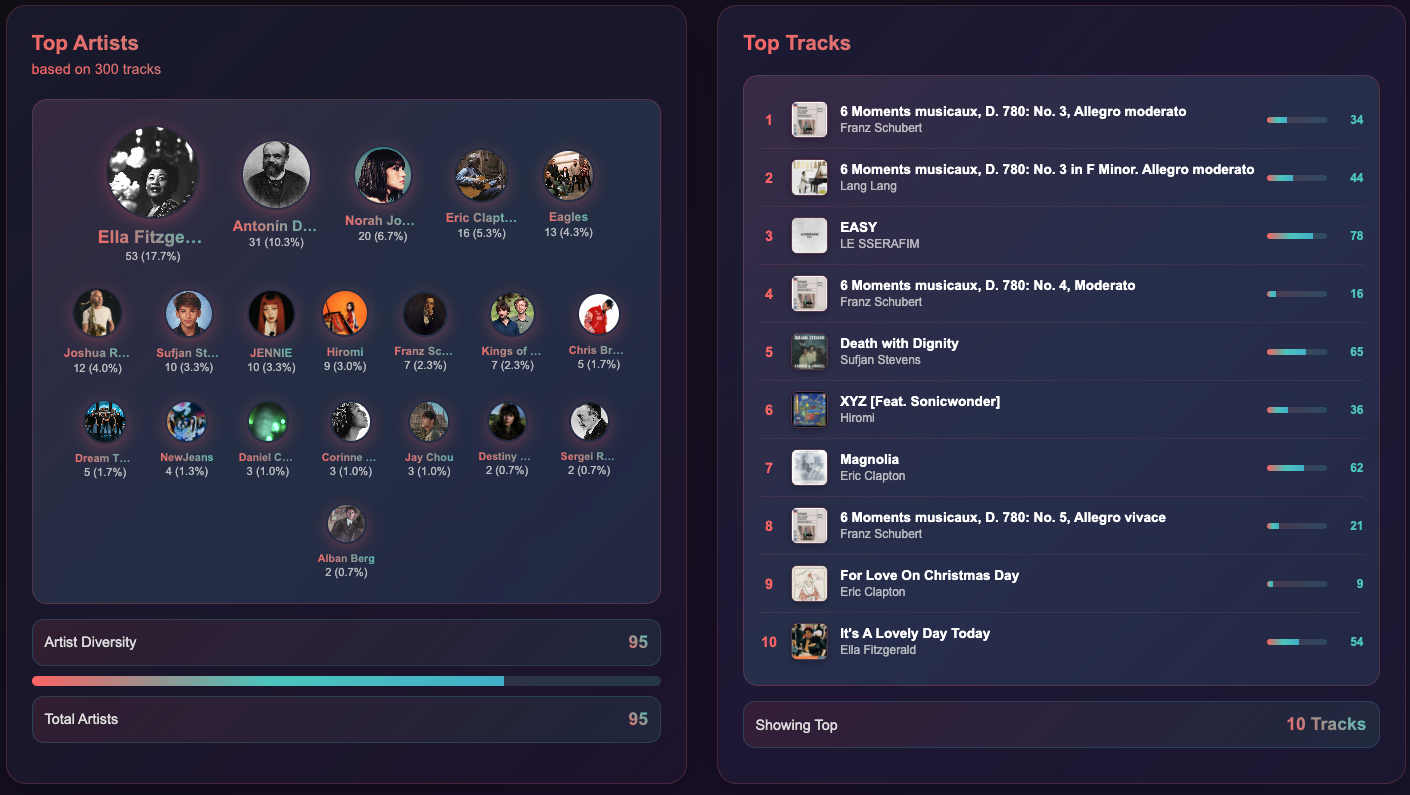 Top Artists
based on 300 tracks
Ella Fitzge...
53 (17.7%)
Antonín D...
31 (10.3%)
Norah Jo...
20 (6.7%)
Eric Clapt...
16 (5.3%)
Eagles
13 (4.3%)
Joshua R...
12 (4.0%)
Sufjan St...
10 (3.3%)
JENNIE
10 (3.3%)
Hiromi
9 (3.0%)
Franz Sc...
7 (2.3%)
Kings of ...
7 (2.3%)
Chris Br...
5 (1.7%)
Dream T...
5 (1.7%)
NewJeans
4 (1.3%)
Daniel C...
3 (1.0%)
Corinne ...
3 (1.0%)
Jay Chou
3 (1.0%)
Destiny ...
2 (0.7%)
Sergei R...
2 (0.7%)
Alban Berg
2 (0.7%)
Artist Diversity
95
Total Artists
95
Top Tracks
1 6 Moments musicaux, D. 780: No. 3, Allegro moderato 34
Franz Schubert
2 6 Moments musicaux, D. 780: No. 3 in F Minor. Allegro moderato 44
Lang Lang
3 EASY 78
LE SSERAFIM
4 6 Moments musicaux, D. 780: No. 4, Moderato 16
Franz Schubert
5 Death with Dignity 65
Sufjan Stevens
6 XYZ [Feat. Sonicwonder] 36
Hiromi
7 Magnolia 62
Eric Clapton
8 6 Moments musicaux, D. 780: No. 5, Allegro vivace 21
Franz Schubert
9 For Love On Christmas Day 9
Eric Clapton
10 It's A Lovely Day Today 54
Ella Fitzgerald
Showing Top
10 Tracks